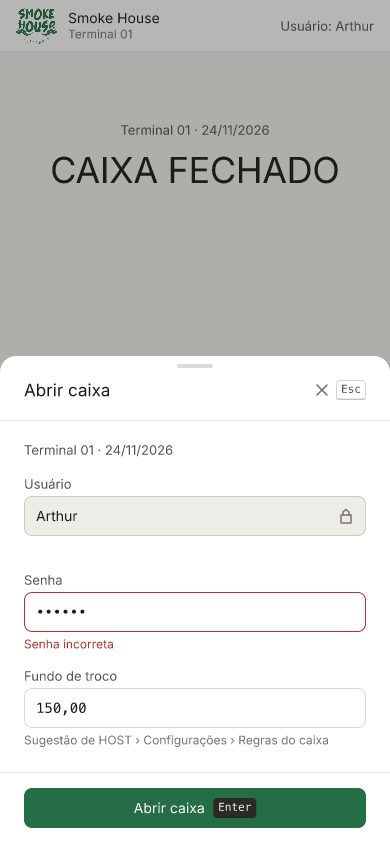 SMOKE
HOUSE
Smoke House
Terminal 01
Usuário: Arthur
Terminal 01 · 24/11/2026
CAIXA FECHADO
Abrir caixa
Esc
Terminal 01 · 24/11/2026
Usuário
Arthur
Senha
••••••
Senha incorreta
Fundo de troco
150,00
Sugestão de HOST › Configurações › Regras do caixa
Abrir caixa Enter